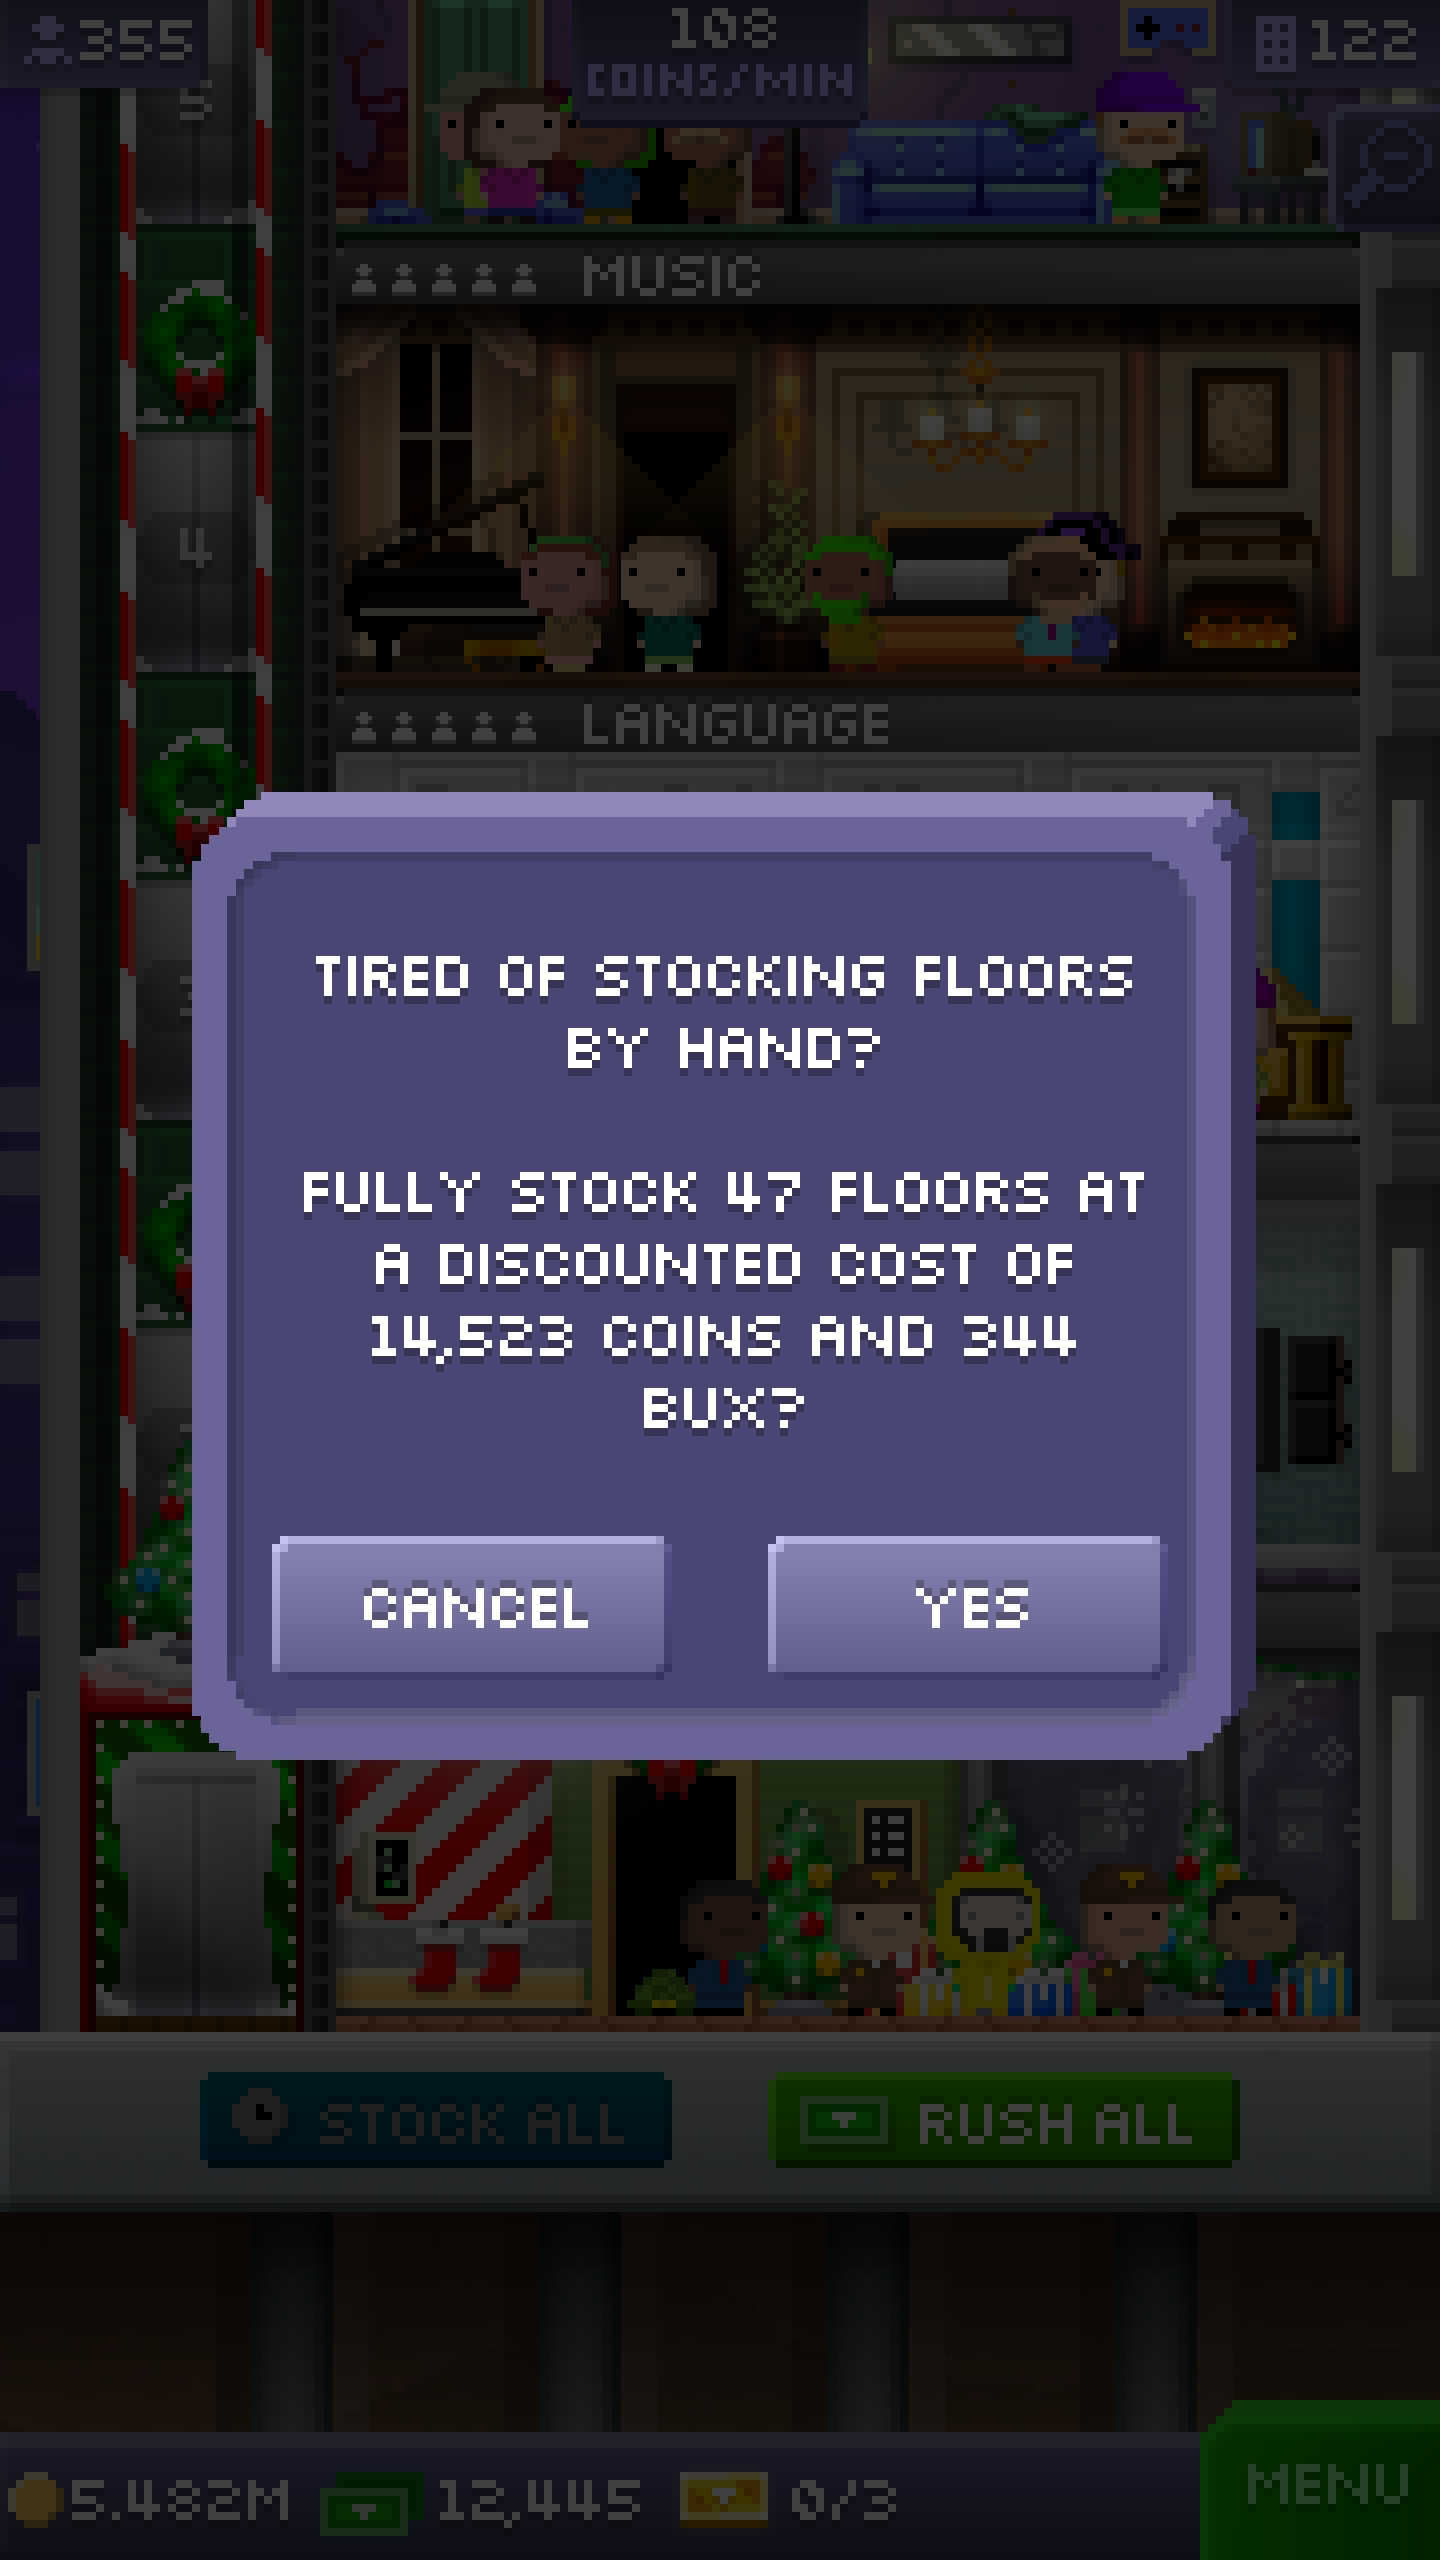 355
108
COINS/MIN
122
5
MUSIC
4
LANGUAGE
TIRED OF STOCKING FLOORS
BY HAND?
FULLY STOCK 47 FLOORS AT
A DISCOUNTED COST OF
14,523 COINS AND 344
BUX?
CANCEL
YES
STOCK ALL
RUSH ALL
5.482M
12,445
0/3
MENU